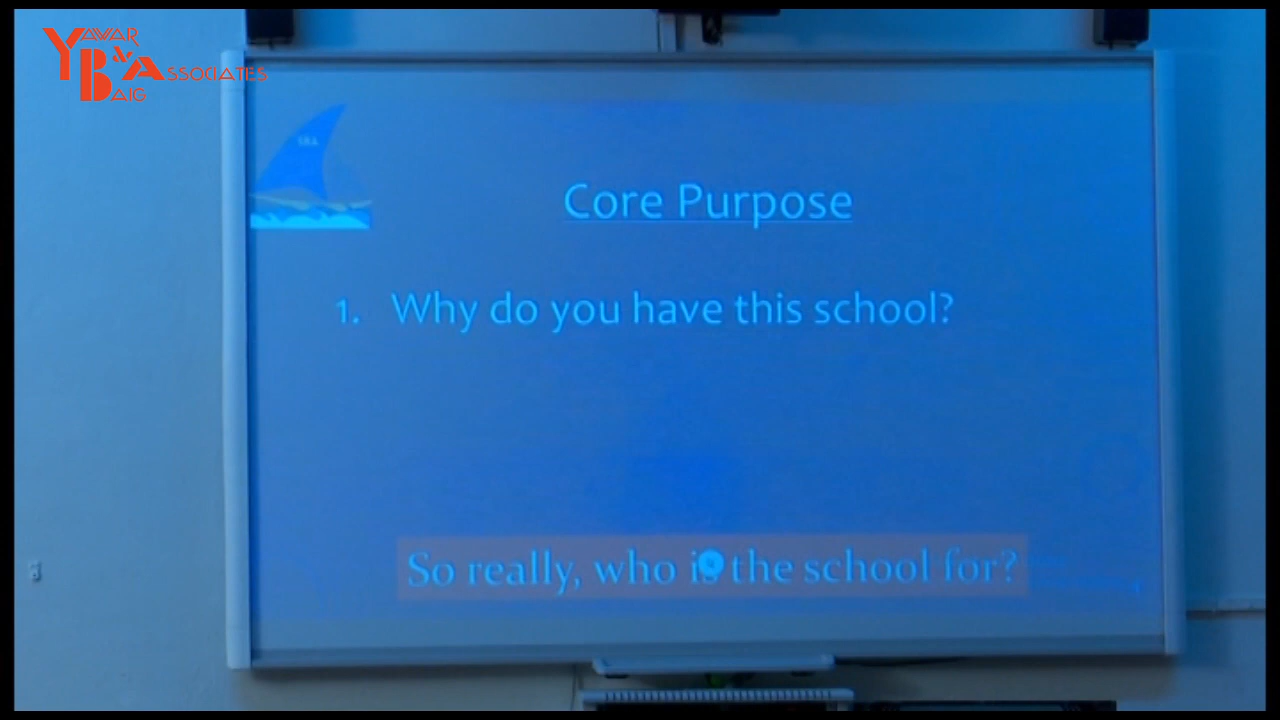 YAWAR
BAIG
& ASSOCIATES
Core Purpose
1. Why do you have this school?
So really, who is the school for?